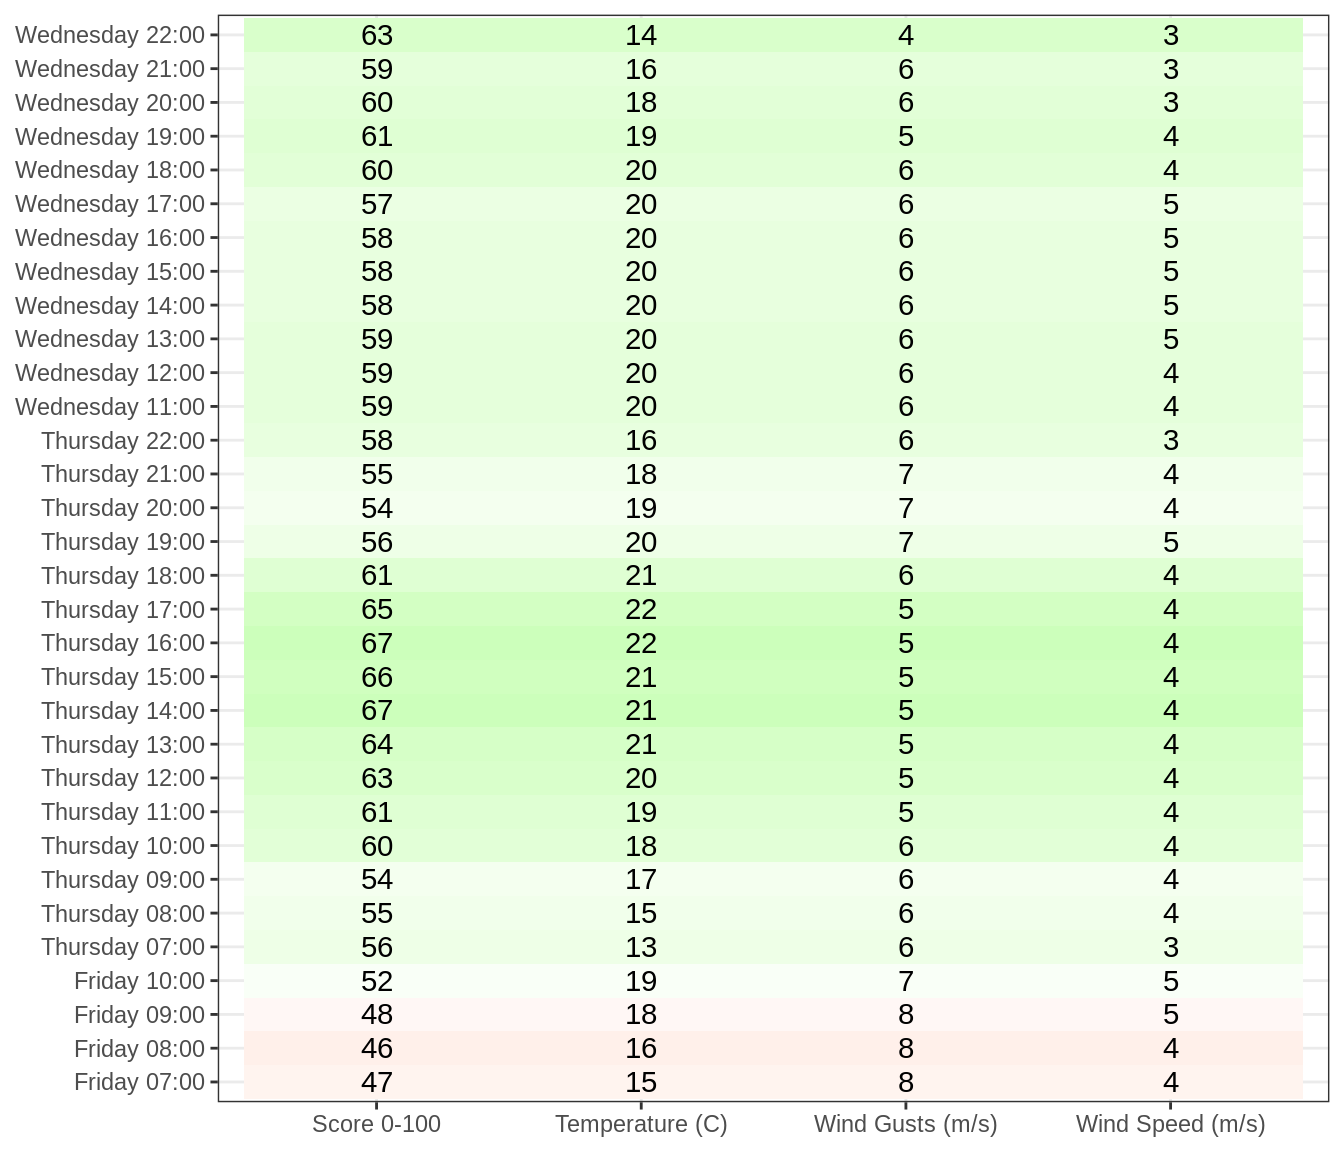 Wednesday 22:00 63 14 4 3
Wednesday 21:00 59 16 6 3
Wednesday 20:00 60 18 6 3
Wednesday 19:00 61 19 5 4
Wednesday 18:00 60 20 6 4
Wednesday 17:00 57 20 6 5
Wednesday 16:00 58 20 6 5
Wednesday 15:00 58 20 6 5
Wednesday 14:00 58 20 6 5
Wednesday 13:00 59 20 6 5
Wednesday 12:00 59 20 6 4
Wednesday 11:00 59 20 6 4
Thursday 22:00 58 16 6 3
Thursday 21:00 55 18 7 4
Thursday 20:00 54 19 7 4
Thursday 19:00 56 20 7 5
Thursday 18:00 61 21 6 4
Thursday 17:00 65 22 5 4
Thursday 16:00 67 22 5 4
Thursday 15:00 66 21 5 4
Thursday 14:00 67 21 5 4
Thursday 13:00 64 21 5 4
Thursday 12:00 63 20 5 4
Thursday 11:00 61 19 5 4
Thursday 10:00 60 18 6 4
Thursday 09:00 54 17 6 4
Thursday 08:00 55 15 6 4
Thursday 07:00 56 13 6 3
Friday 10:00 52 19 7 5
Friday 09:00 48 18 8 5
Friday 08:00 46 16 8 4
Friday 07:00 47 15 8 4
Score 0-100 Temperature (C) Wind Gusts (m/s) Wind Speed (m/s)